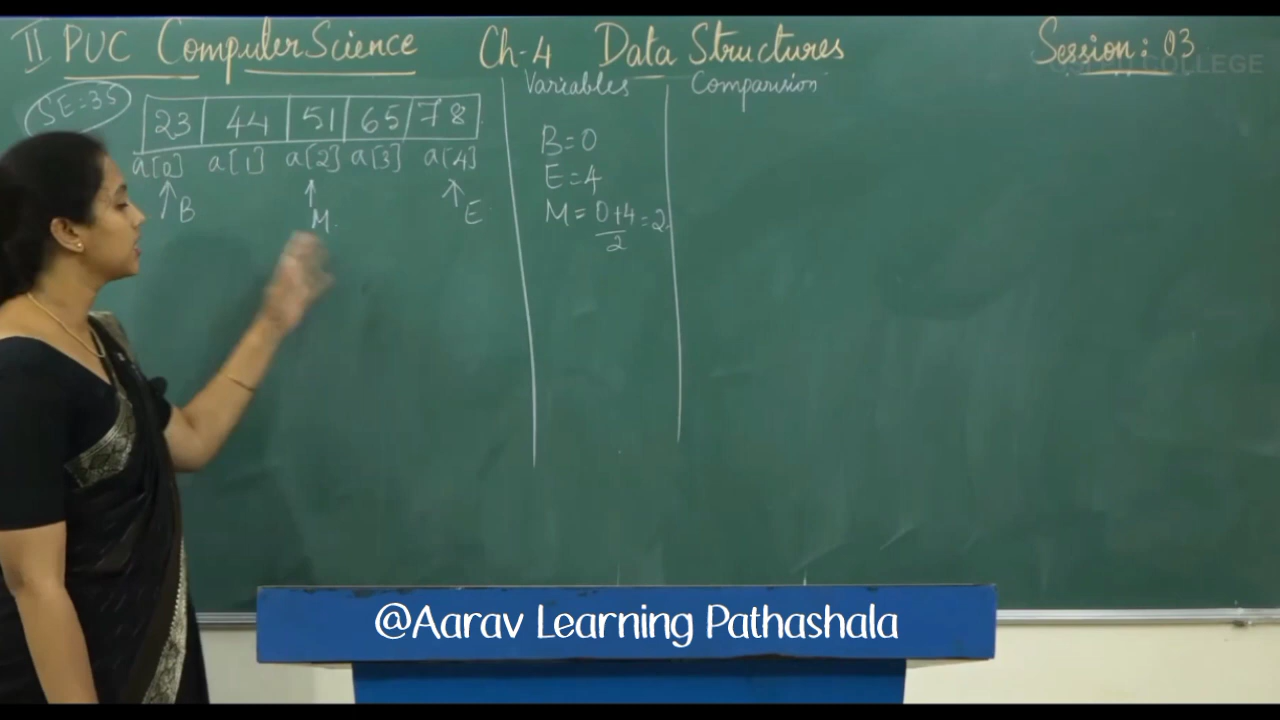 II PUC Computer Science Ch-4 Data Structures Session: 03
COLLEGE
SE=35
23 44 51 65 78
a[0] a[1] a[2] a[3] a[4]
B M. E
Variables Comparision
B=0
E=4
M = 0+4 = 2
2
@Aarav Learning Pathashala